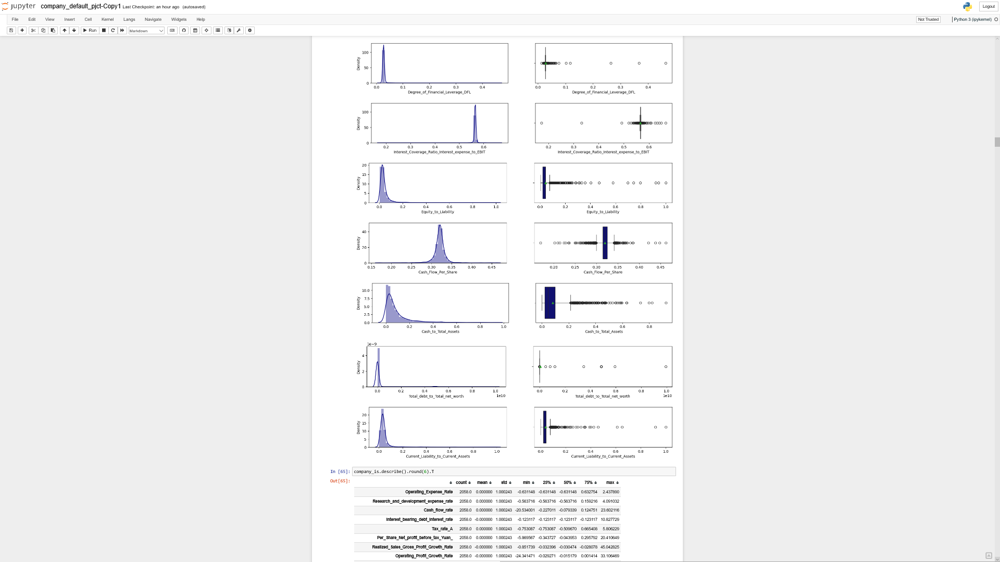 jupyter company_default_pjct-Copy1 Last Checkpoint: an hour ago (autosaved) Logout
File Edit View Insert Cell Kernel Langs Navigate Widgets Help Not Trusted Python 3 (ipykernel)
Run Markdown
Density 100 50 0
0.0 0.1 0.2 0.3 0.4 0.0 0.1 0.2 0.3 0.4
Degree_of_Financial_Leverage_DFL Degree_of_Financial_Leverage_DFL
Density 100 50 0
0.2 0.3 0.4 0.5 0.6 0.2 0.3 0.4 0.5 0.6
Interest_Coverage_Ratio_Interest_expense_to_EBIT Interest_Coverage_Ratio_Interest_expense_to_EBIT
Density 20 15 10 5 0
0.0 0.2 0.4 0.6 0.8 1.0 0.0 0.2 0.4 0.6 0.8 1.0
Equity_to_Liability Equity_to_Liability
Density 40 20 0
0.15 0.20 0.25 0.30 0.35 0.40 0.45 0.20 0.25 0.30 0.35 0.40 0.45
Cash_Flow_Per_Share Cash_Flow_Per_Share
Density 10.0 7.5 5.0 2.5 0.0
0.0 0.2 0.4 0.6 0.8 1.0 0.0 0.2 0.4 0.6 0.8
Cash_to_Total_Assets Cash_to_Total_Assets
1e−9
Density 4 2 0
0.0 0.2 0.4 0.6 0.8 1.0 0.0 0.2 0.4 0.6 0.8 1.0
Total_debt_to_Total_net_worth 1e10 Total_debt_to_Total_net_worth 1e10
Density 20 15 10 5 0
0.0 0.2 0.4 0.6 0.8 1.0 0.0 0.2 0.4 0.6 0.8 1.0
Current_Liability_to_Current_Assets Current_Liability_to_Current_Assets
In [65]: company_is.describe().round(6).T
Out[65]: count mean std min 25% 50% 75% max
Operating_Expense_Rate 2058.0 0.000000 1.000243 -0.631148 -0.631148 -0.631148 0.632754 2.437890
Research_and_development_expense_rate 2058.0 0.000000 1.000243 -0.563716 -0.563716 -0.563716 0.159216 4.091032
Cash_flow_rate 2058.0 0.000000 1.000243 -20.534001 -0.227011 -0.079339 0.124751 23.602116
Interest_bearing_debt_interest_rate 2058.0 -0.000000 1.000243 -0.123117 -0.123117 -0.123117 -0.123117 10.827729
Tax_rate_A 2058.0 0.000000 1.000243 -0.753087 -0.753087 -0.509670 0.665408 5.806229
Per_Share_Net_profit_before_tax_Yuan_ 2058.0 0.000000 1.000243 -5.869567 -0.343727 -0.043953 0.295792 20.410649
Realized_Sales_Gross_Profit_Growth_Rate 2058.0 -0.000000 1.000243 -0.851739 -0.032396 -0.030474 -0.028078 45.042825
Operating_Profit_Growth_Rate 2058.0 -0.000000 1.000243 -24.341471 -0.029271 -0.015179 0.001414 33.106469